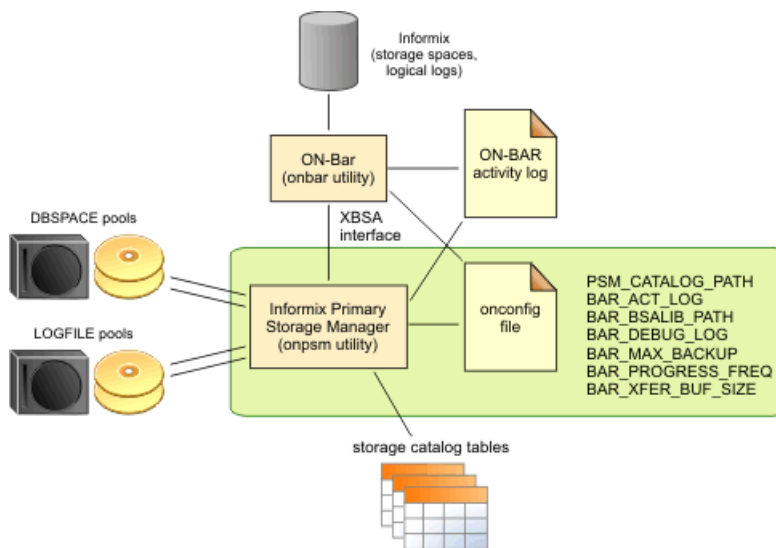 Informix
(storage spaces,
logical logs)
ON-Bar
(onbar utility)
ON-BAR
activity log
XBSA
interface
DBSPACE pools
LOGFILE pools
Informix Primary
Storage Manager
(onpsm utility)
onconfig
file
PSM_CATALOG_PATH
BAR_ACT_LOG
BAR_BSALIB_PATH
BAR_DEBUG_LOG
BAR_MAX_BACKUP
BAR_PROGRESS_FREQ
BAR_XFER_BUF_SIZE
storage catalog tables